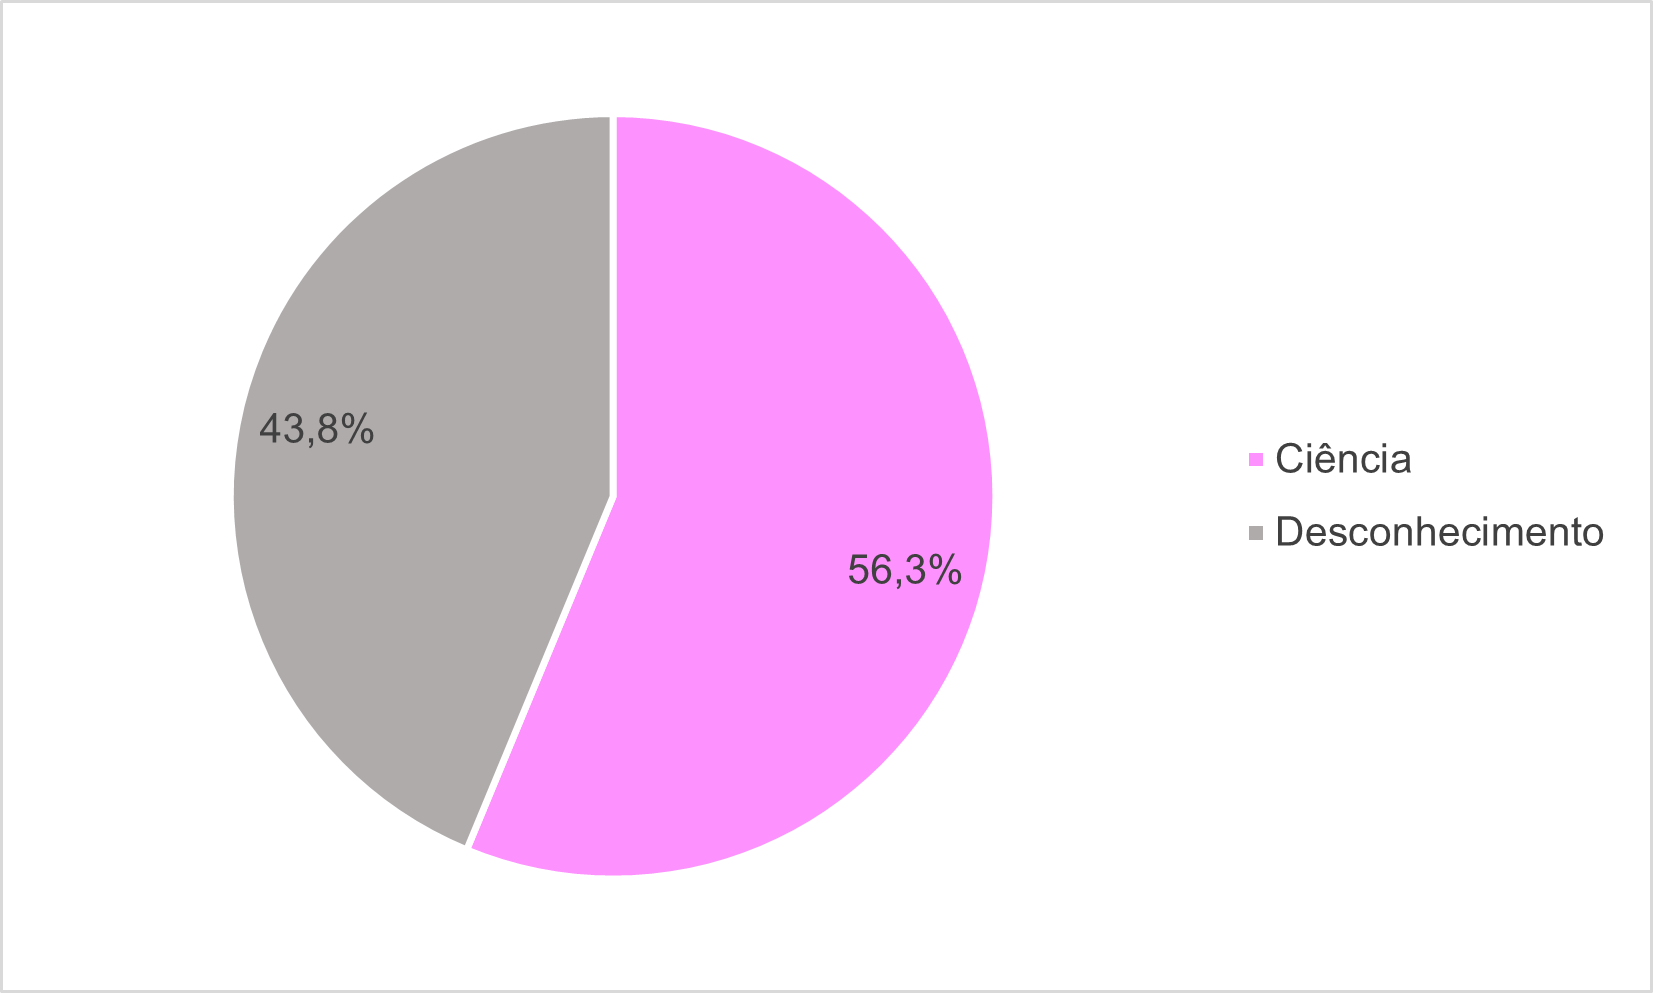 43,8%
56,3%
Ciência
Desconhecimento